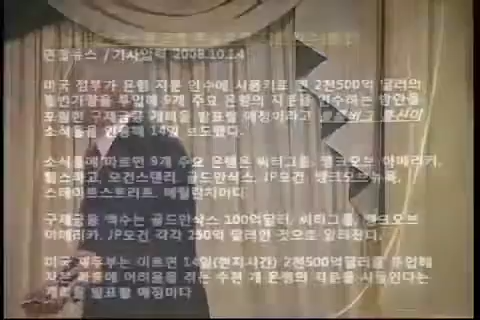 연합뉴스 / 기사입력 2008.10.14
미국 정부가 은행 지분 인수에 사용키로 한 2천500억 달러의
절반가량을 투입해 9개 주요 은행의 지분을 인수하는 방안을
포함한 구제금융 계획을 발표할 예정이라고 블룸버그 통신이
소식통을 인용해 14일 보도했다.
소식통에 따르면 9개 주요 은행은 씨티그룹, 뱅크오브 아메리카,
웰스파고, 모건스탠리, 골드만삭스, JP모건, 뱅크오브뉴욕,
스테이트스트리트, 메릴린치이다.
구제금융 액수는 골드만삭스 100억달러, 씨티그룹, 뱅크오브
아메리카, JP모건 각각 250억 달러인 것으로 알려졌다.
미국 재무부는 이르면 14일(현지시간) 2천500억달러를 투입해
자본 확충에 어려움을 겪는 수천 개 은행의 지분을 사들인다는
계획을 발표할 예정이다